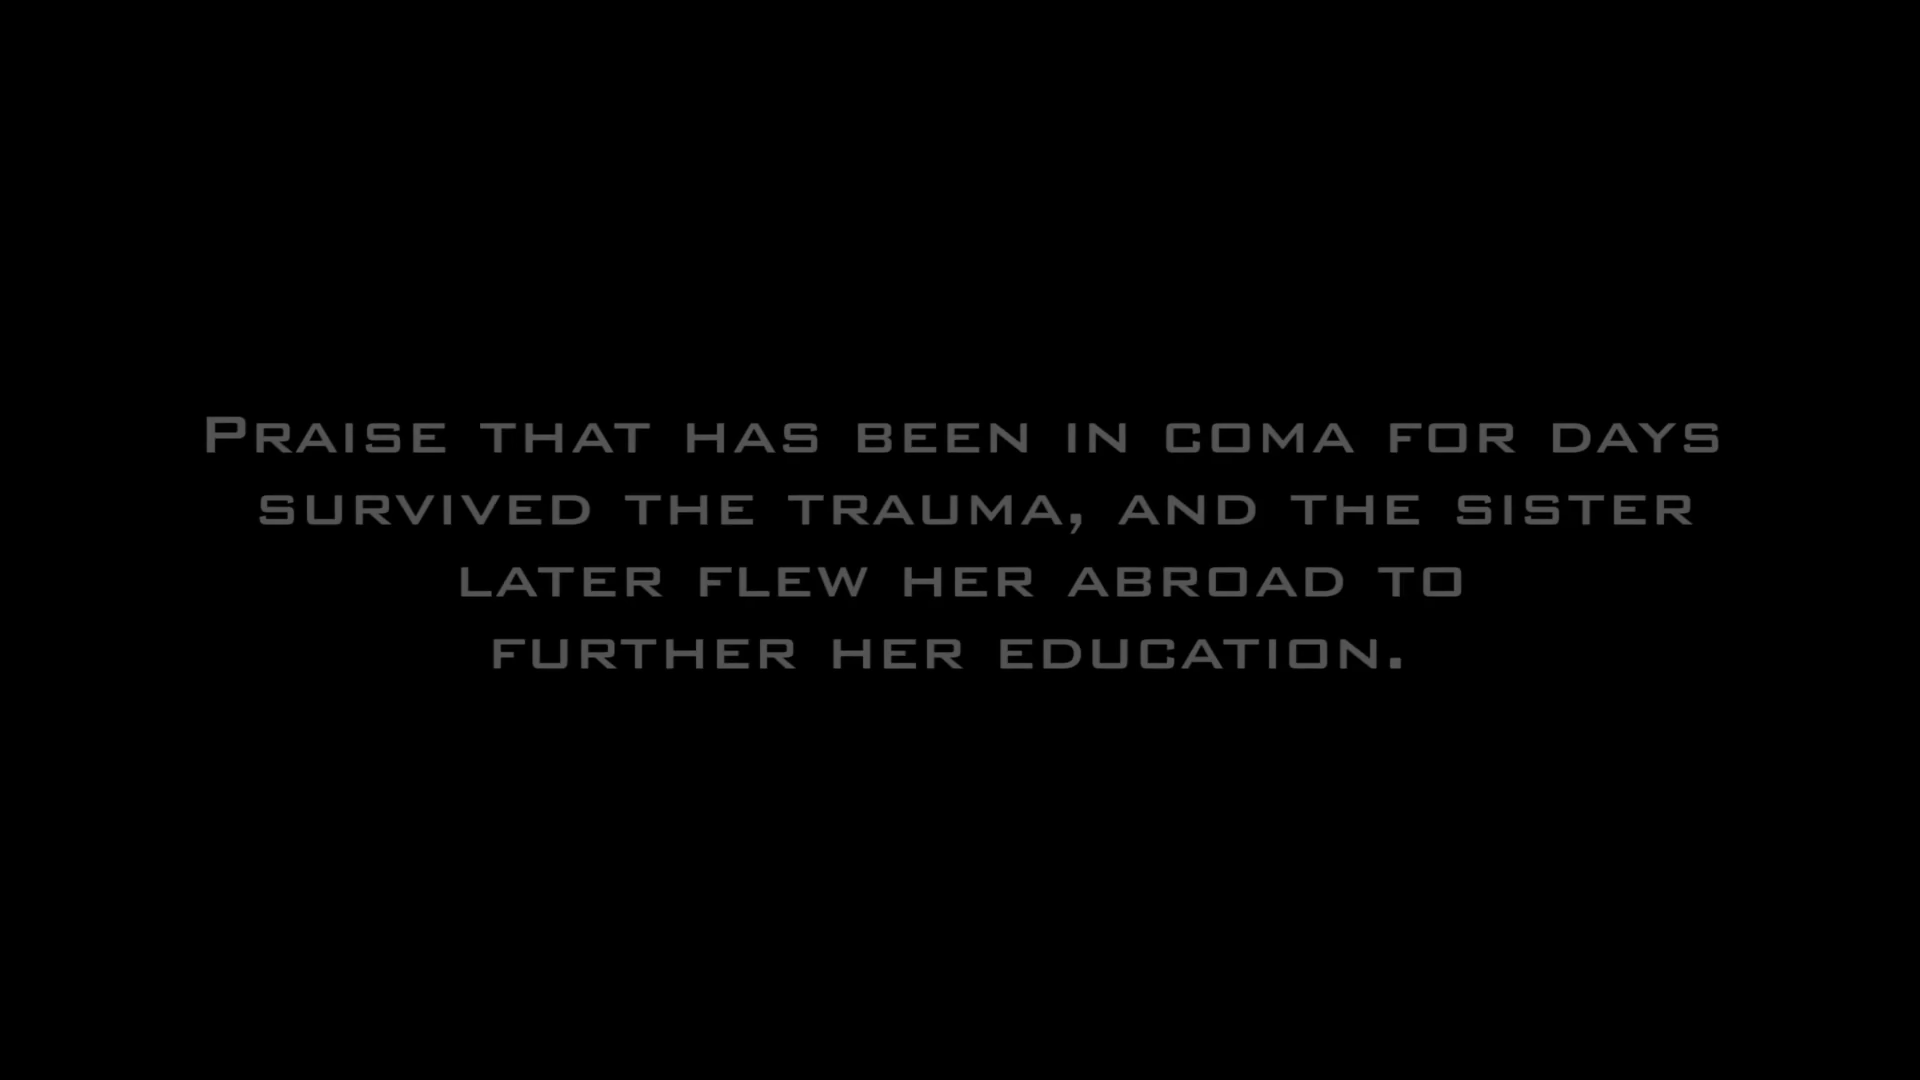 Praise that has been in coma for days
survived the trauma, and the sister
later flew her abroad to
further her education.